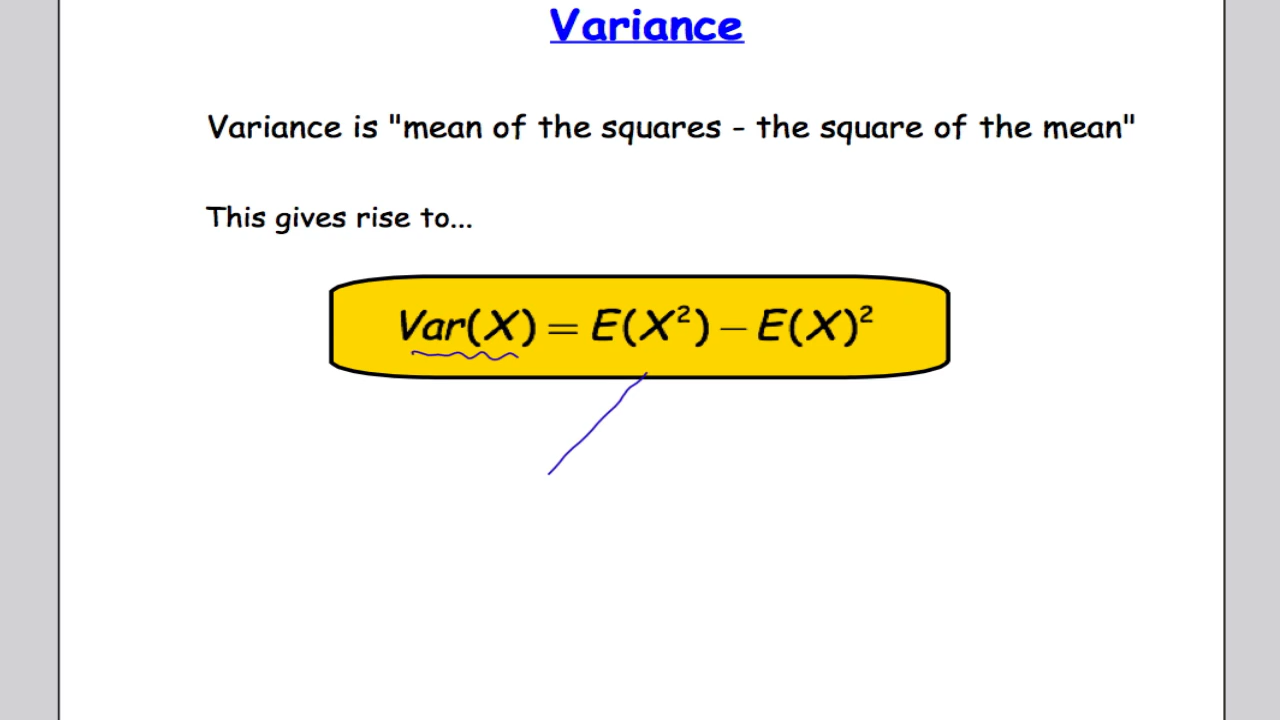 Variance
Variance is "mean of the squares - the square of the mean"
This gives rise to...
Var(X) = E(X²) – E(X)²